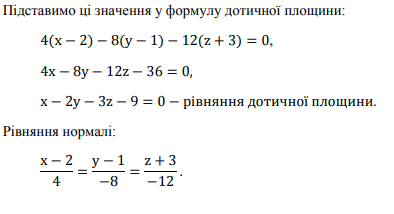 Підставимо ці значення у формулу дотичної площини:
4(x − 2) − 8(y − 1) − 12(z + 3) = 0,
4x − 8y − 12z − 36 = 0,
x − 2y − 3z − 9 = 0 − рівняння дотичної площини.
Рівняння нормалі:
(x − 2)/4 = (y − 1)/−8 = (z + 3)/−12.